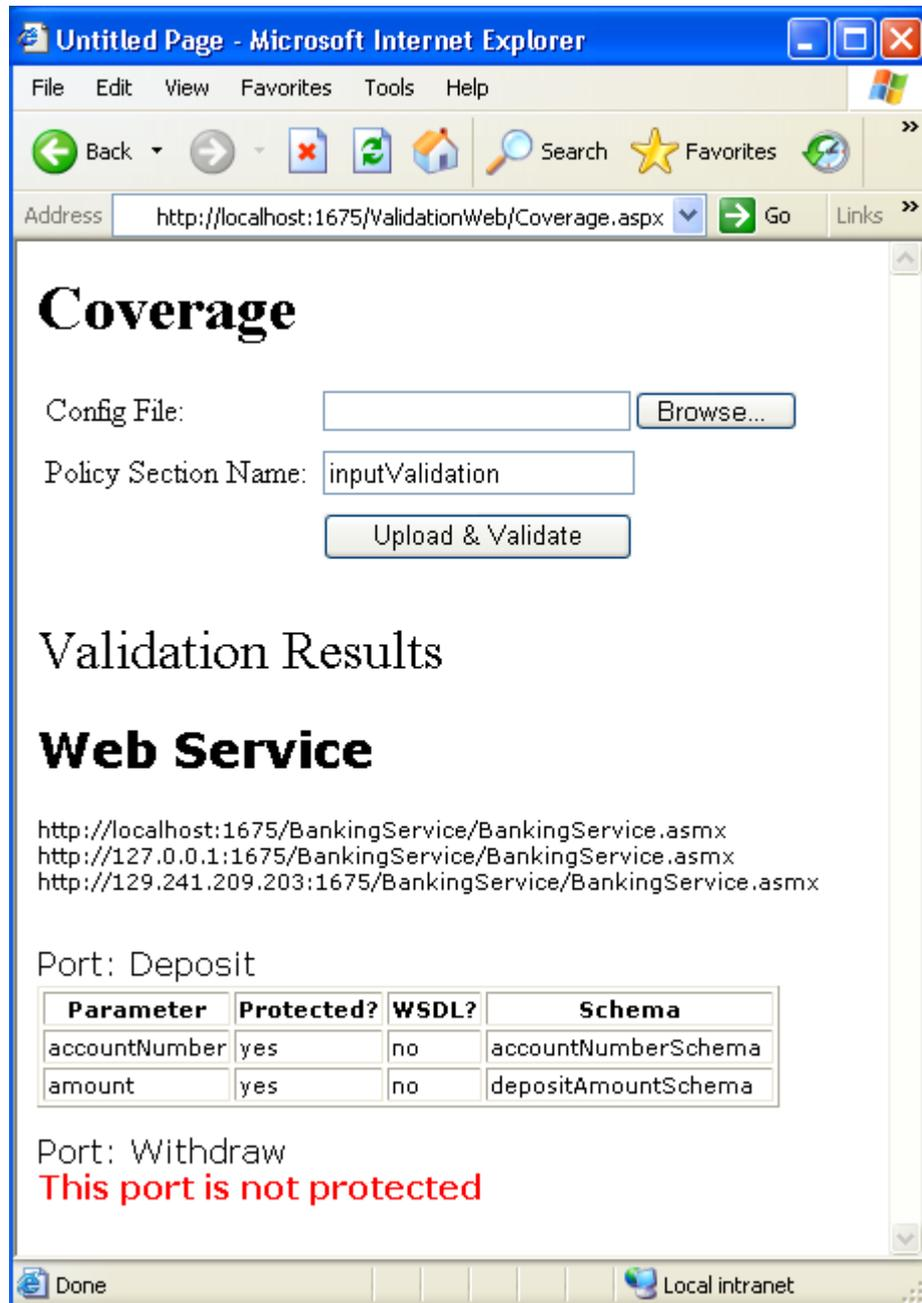 Untitled Page - Microsoft Internet Explorer
File Edit View Favorites Tools Help
Back Search Favorites »
Address http://localhost:1675/ValidationWeb/Coverage.aspx Go Links »
Coverage
Config File: Browse...
Policy Section Name: inputValidation
Upload & Validate
Validation Results
Web Service
http://localhost:1675/BankingService/BankingService.asmx
http://127.0.0.1:1675/BankingService/BankingService.asmx
http://129.241.209.203:1675/BankingService/BankingService.asmx
Port: Deposit
Parameter Protected? WSDL? Schema
accountNumber yes no accountNumberSchema
amount yes no depositAmountSchema
Port: Withdraw
This port is not protected
Done Local intranet